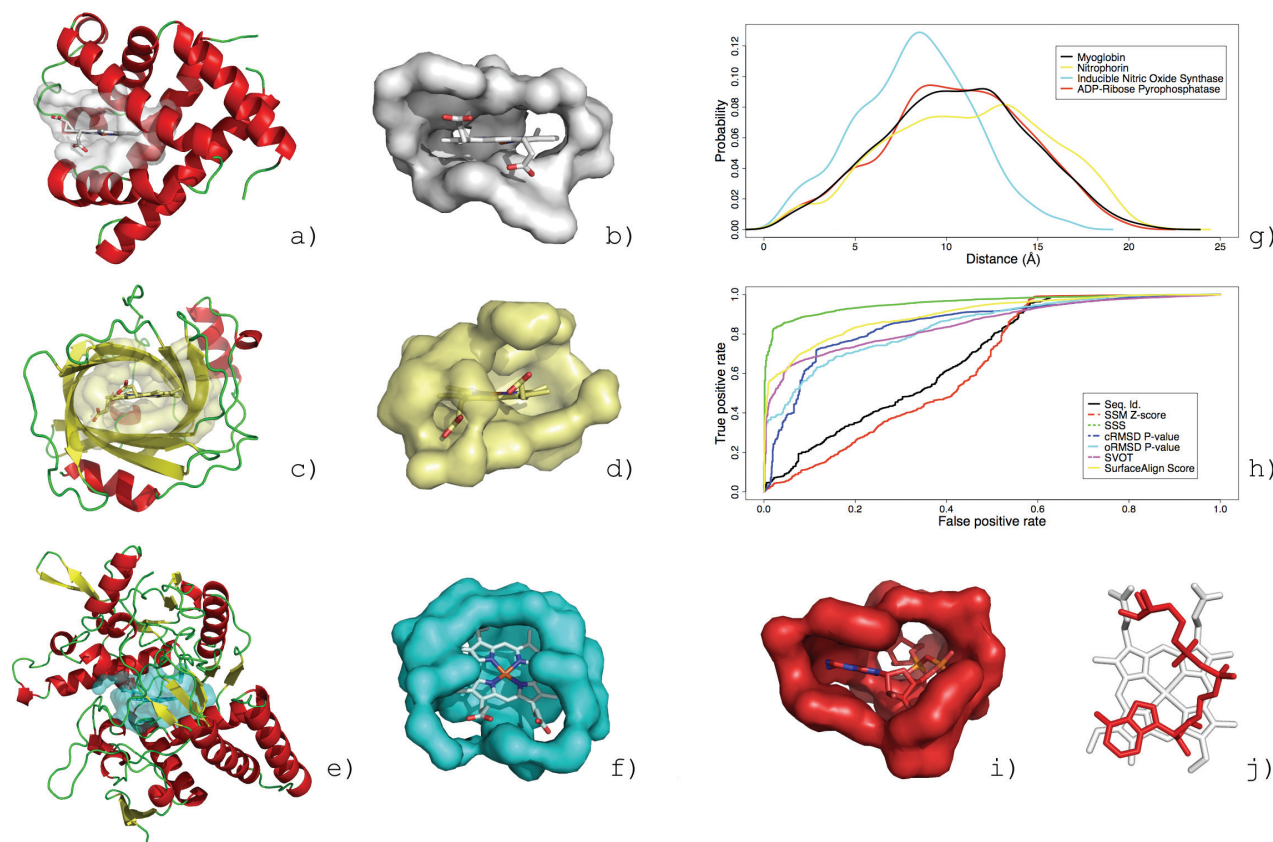 a)
b)
0.00 0.02 0.04 0.06 0.08 0.10 0.12
Probability
Myoglobin
Nitrophorin
Inducible Nitric Oxide Synthase
ADP-Ribose Pyrophosphatase
0 5 10 15 20 25
Distance (Å)
g)
c)
d)
0.0 0.2 0.4 0.6 0.8 1.0
True positive rate
Seq. Id.
SSM Z-score
SSS
cRMSD P-value
oRMSD P-value
SVOT
SurfaceAlign Score
0.0 0.2 0.4 0.6 0.8 1.0
False positive rate
h)
e)
f)
i)
j)